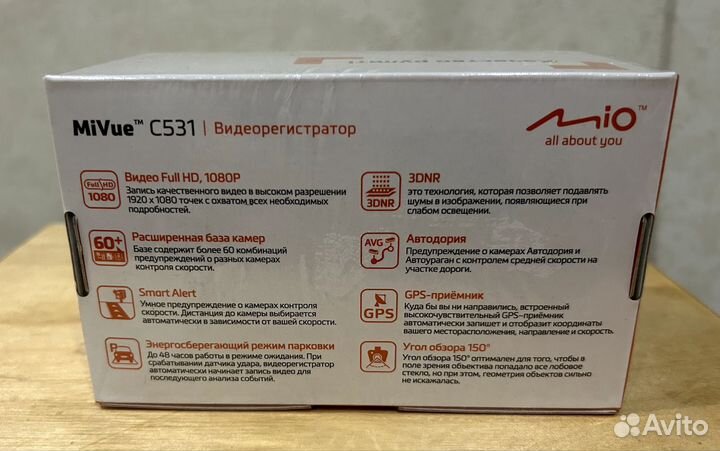 MiVue™ C531 | Видеорегистратор
Mio™
all about you
Full HD
1080
Видео Full HD, 1080P
Запись качественного видео в высоком разрешении
1920 x 1080 точек с охватом всех необходимых
подробностей.
60+
Расширенная база камер
Базе содержит более 60 комбинаций
предупреждений о разных камерах
контроля скорости.
Smart Alert
Умное предупреждение о камерах контроля
скорости. Дистанция до камеры выбирается
автоматически в зависимости от вашей скорости.
Энергосберегающий режим парковки
До 48 часов работы в режиме ожидания. При
срабатывании датчика удара, видеорегистратор
автоматически начинает запись видео для
последующего анализа событий.
3DNR
3DNR
это технология, которая позволяет подавлять
шумы в изображении, появляющиеся при
слабом освещении.
AVG
Автодория
Предупреждение о камерах Автодория и
Автоураган с контролем средней скорости на
участке дороги.
GPS
GPS-приёмник
Куда бы вы ни направились, встроенный
высокочувствительный GPS-приёмник
автоматически запишет и отобразит координаты
вашего месторасположения, направление и скорость.
Угол обзора 150°
Угол обзора 150° оптимален для того, чтобы в
поле зрения объектива попадало все лобовое
стекло, но при этом, геометрия объектов сильно
не искажалась.
Avito